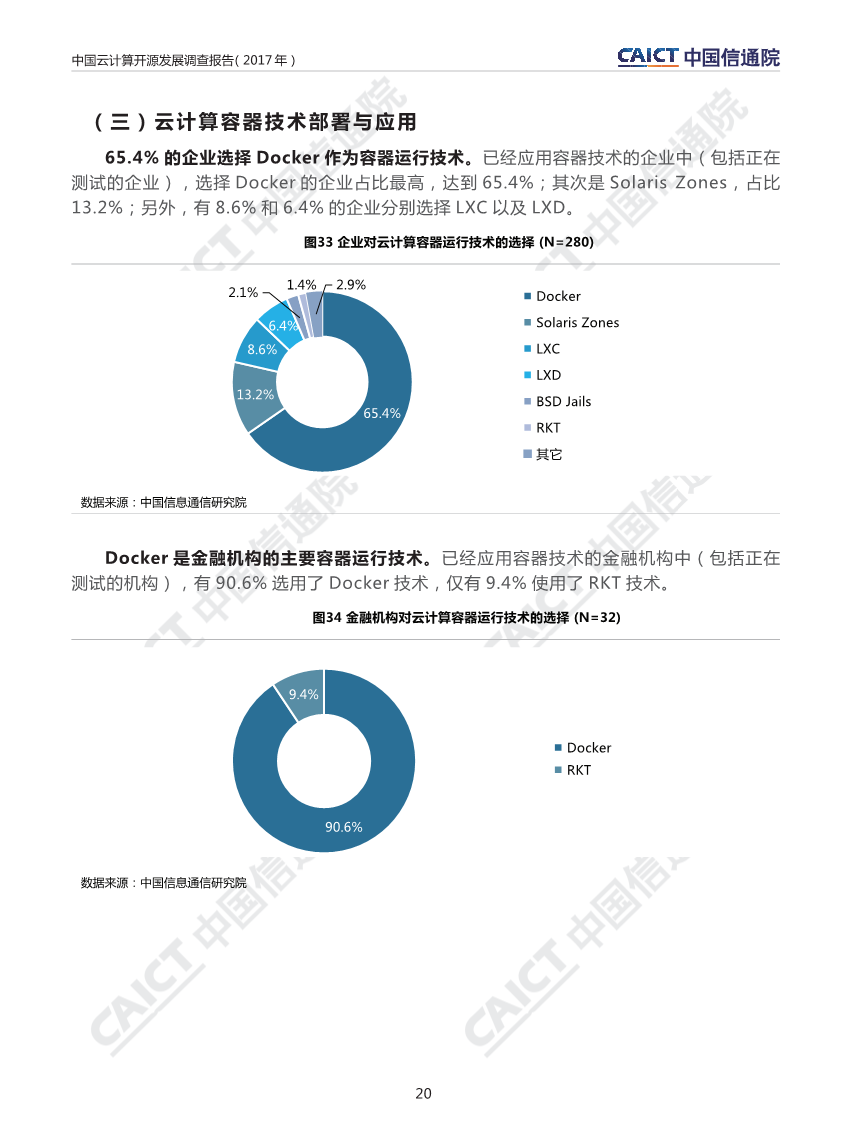 中国云计算开源发展调查报告（2017 年）
CAICT 中国信通院
（三）云计算容器技术部署与应用
65.4% 的企业选择 Docker 作为容器运行技术。已经应用容器技术的企业中（包括正在
测试的企业），选择 Docker 的企业占比最高，达到 65.4%；其次是 Solaris Zones，占比
13.2%；另外，有 8.6% 和 6.4% 的企业分别选择 LXC 以及 LXD。
图33 企业对云计算容器运行技术的选择 (N=280)
2.1%
1.4%
2.9%
6.4%
8.6%
13.2%
65.4%
Docker
Solaris Zones
LXC
LXD
BSD Jails
RKT
其它
数据来源：中国信息通信研究院
Docker 是金融机构的主要容器运行技术。已经应用容器技术的金融机构中（包括正在
测试的机构），有 90.6% 选用了 Docker 技术，仅有 9.4% 使用了 RKT 技术。
图34 金融机构对云计算容器运行技术的选择 (N=32)
9.4%
90.6%
Docker
RKT
数据来源：中国信息通信研究院
CAICT 中国信通院
CAICT 中国信通院
20